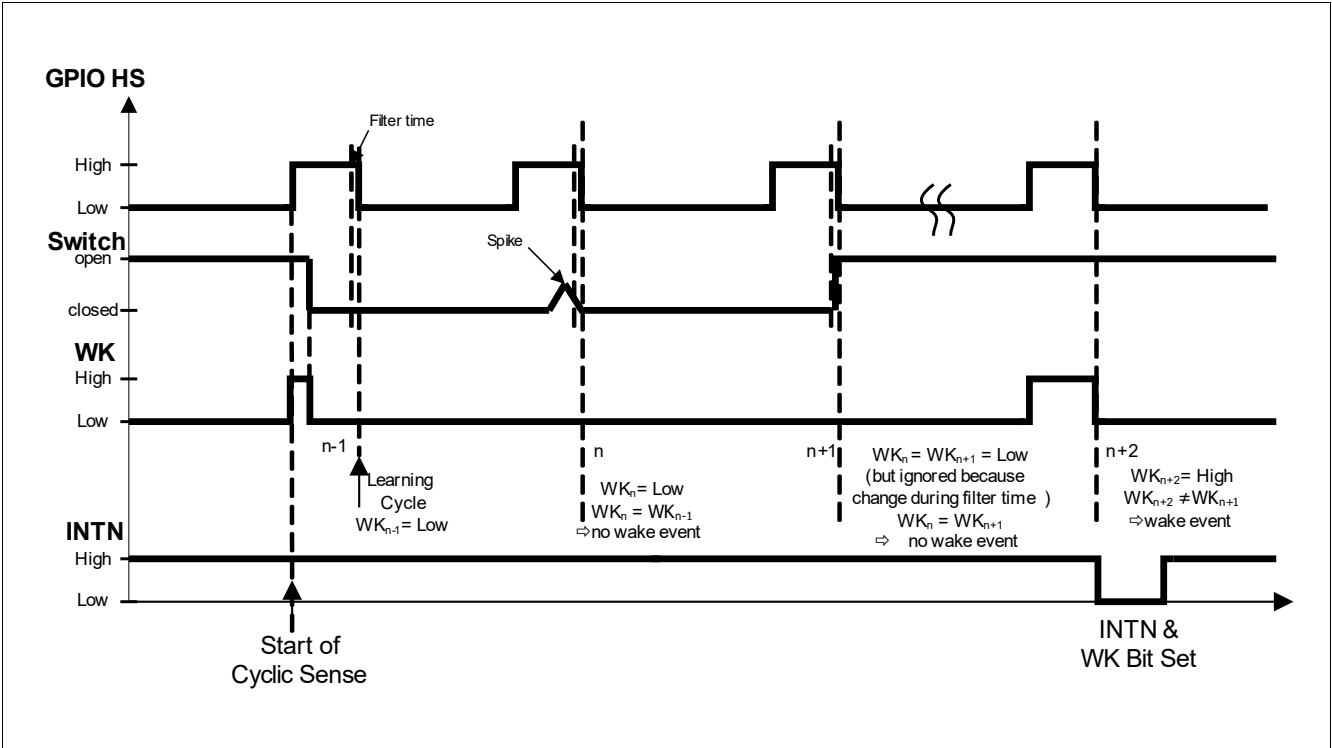 GPIO HS
Filter time
High
Low
Switch
open
Spike
closed
WK
High
Low
n-1
n
n+1
n+2
Learning
Cycle
WKn-1= Low
WKn = Low
WKn = WKn-1
⇨no wake event
WKn = WKn+1 = Low
(but ignored because
change during filter time )
WKn = WKn+1
⇨ no wake event
WKn+2= High
WKn+2 ≠WKn+1
⇨wake event
INTN
High
Low
Start of
Cyclic Sense
INTN &
WK Bit Set